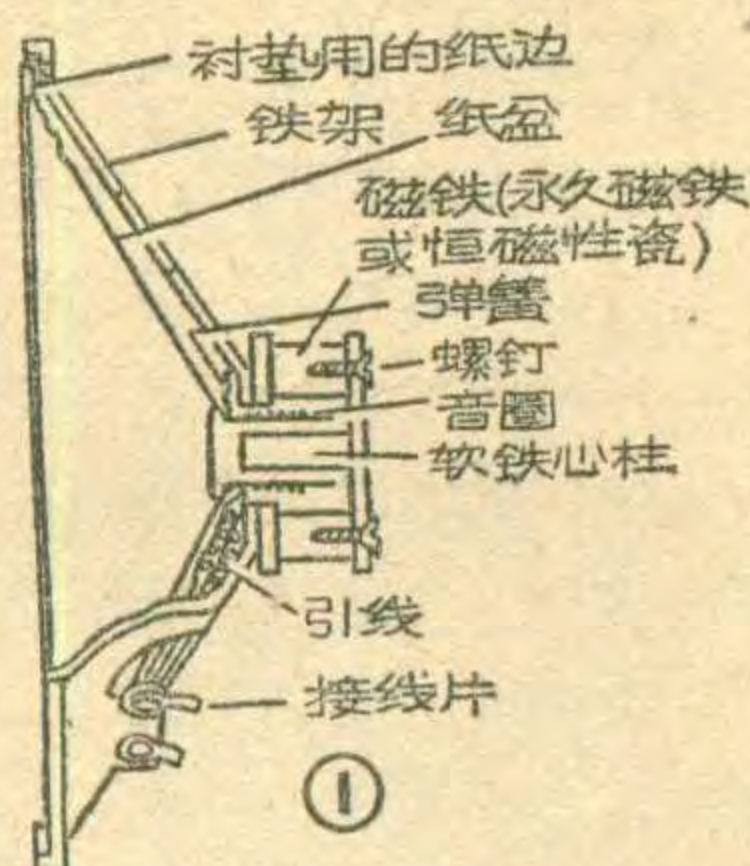 衬垫用的纸边
铁架 纸盆
磁铁(永久磁铁
或恒磁性瓷)
弹簧
螺钉
音圈
软铁心柱
引线
接线片
①